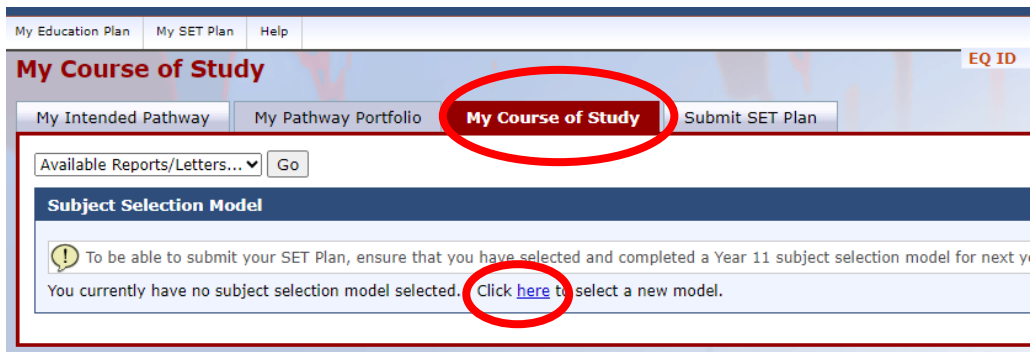 My Education Plan My SET Plan Help
My Course of Study
EQ ID
My Intended Pathway My Pathway Portfolio My Course of Study Submit SET Plan
Available Reports/Letters... Go
Subject Selection Model
To be able to submit your SET Plan, ensure that you have selected and completed a Year 11 subject selection model for next
You currently have no subject selection model selected. Click here to select a new model.